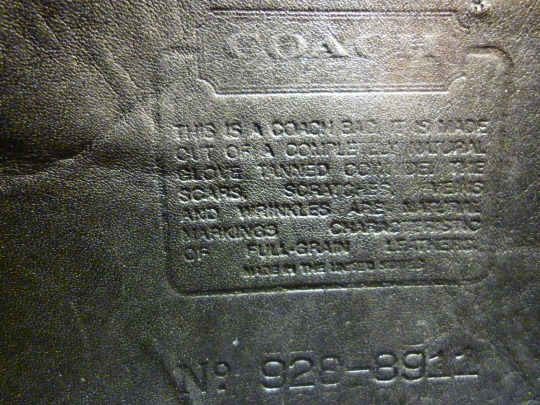 COACH
THIS IS A COACH BAG. IT IS MADE
OUT OF A COMPLETELY NATURAL
GLOVE TANNED COWHIDE. THE
SCARS, SCRATCHES, VEINS
AND WRINKLES ARE NATURAL
MARKINGS CHARACTERISTIC
OF FULL-GRAIN LEATHERS.
MADE IN THE UNITED STATES
Nº 928-8911